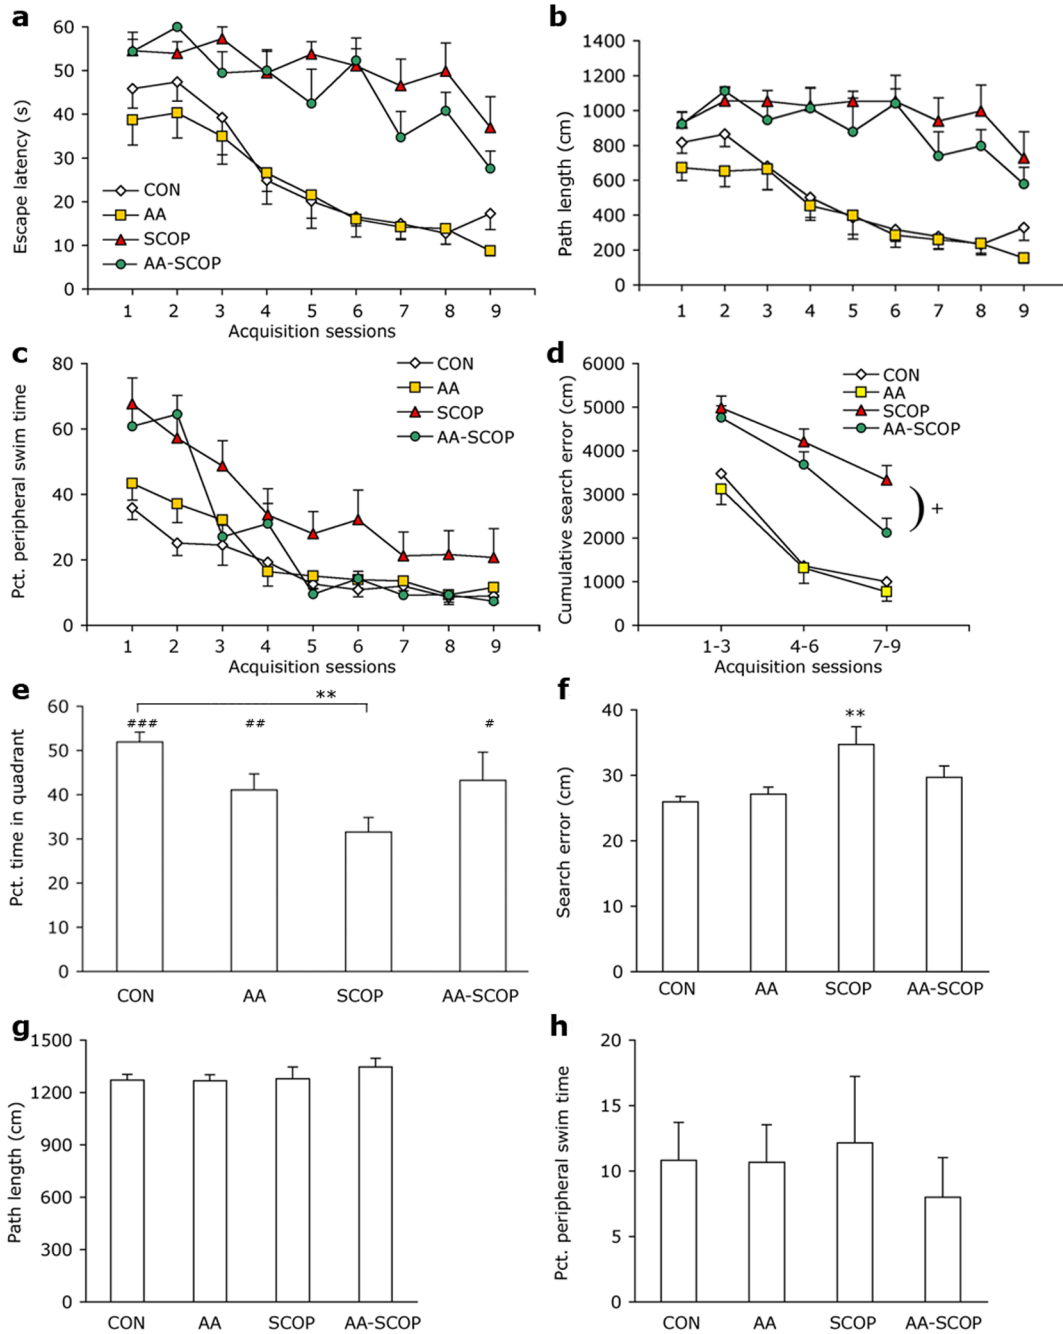 a
60
50
40
30
20
10
0
Escape latency (s)
CON
AA
SCOP
AA-SCOP
1 2 3 4 5 6 7 8 9
Acquisition sessions
b
1400
1200
1000
800
600
400
200
0
Path length (cm)
1 2 3 4 5 6 7 8 9
c
80
60
40
20
0
Pct. peripheral swim time
CON
AA
SCOP
AA-SCOP
1 2 3 4 5 6 7 8 9
Acquisition sessions
d
6000
5000
4000
3000
2000
1000
0
Cumulative search error (cm)
CON
AA
SCOP
AA-SCOP
) +
1-3 4-6 7-9
Acquisition sessions
e
60
50
40
30
20
10
0
Pct. time in quadrant
**
### ## #
CON AA SCOP AA-SCOP
f
40
30
20
10
0
Search error (cm)
**
CON AA SCOP AA-SCOP
g
1500
1200
900
600
300
0
Path length (cm)
CON AA SCOP AA-SCOP
h
20
15
10
5
0
Pct. peripheral swim time
CON AA SCOP AA-SCOP